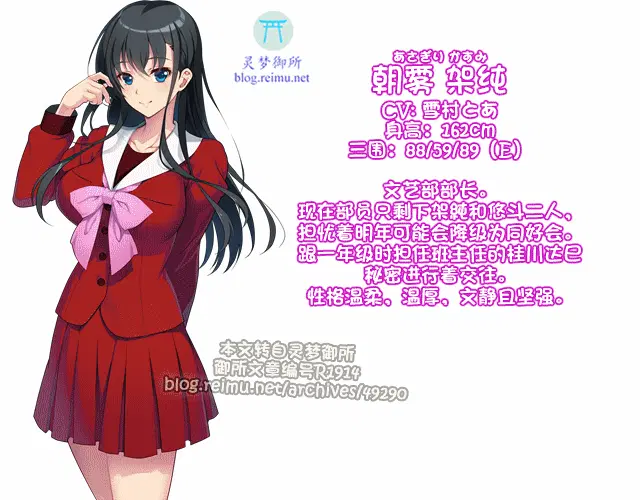 灵梦御所
blog.reimu.net
あさぎり かすみ
朝雾 架纯
CV: 雪村とあ
身高：162cm
三围：88/59/89（E）
文艺部部长。
现在部员只剩下架純和悠斗二人，
担忧着明年可能会降级为同好会。
跟一年级时担任班主任的桂川达巳
秘密进行着交往。
性格温柔、温厚、文静且坚强。
本文转自灵梦御所
御所文章编号R1914
blog.reimu.net/archives/49290